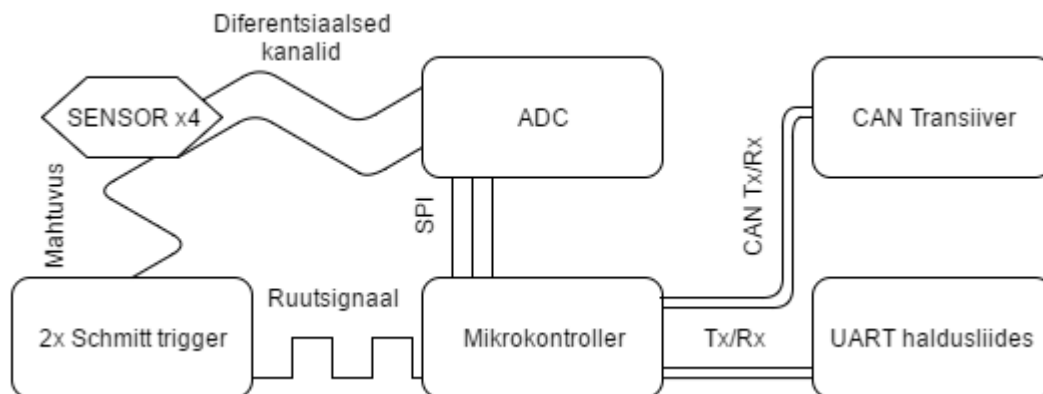 Diferentsiaalsed
kanalid
SENSOR x4
ADC
CAN Transiiver
Mahtuvus
SPI
CAN Tx/Rx
Ruutsignaal
2x Schmitt trigger
Mikrokontroller
Tx/Rx
UART haldusliides